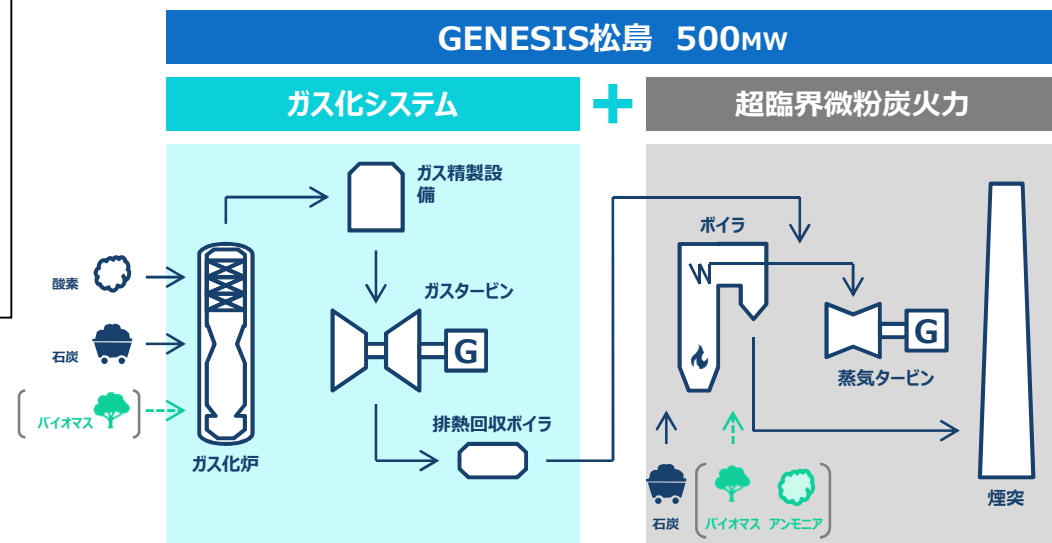 GENESIS松島 500MW
ガス化システム
超臨界微粉炭火力
ガス精製設
備
ボイラ
酸素
ガスタービン
G
G
石炭
蒸気タービン
バイオマス
排熱回収ボイラ
ガス化炉
煙突
石炭
バイオマス
アンモニア